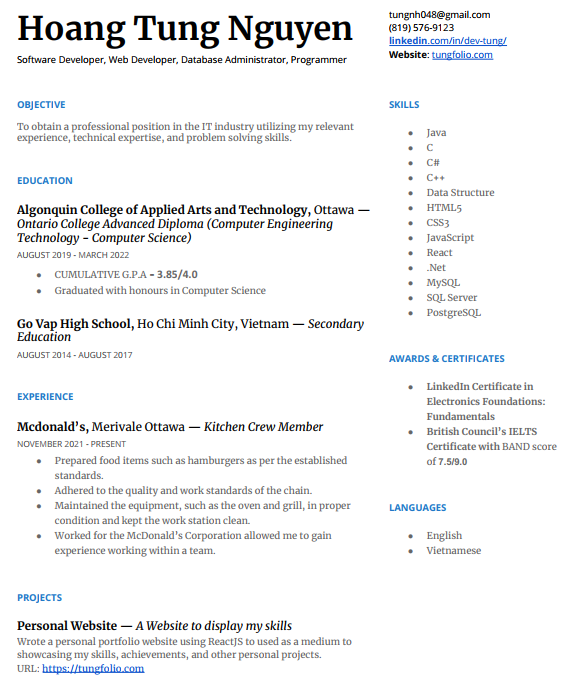 Hoang Tung Nguyen
Software Developer, Web Developer, Database Administrator, Programmer
tungnh048@gmail.com
(819) 576-9123
linkedin.com/in/dev-tung/
Website: tungfolio.com
OBJECTIVE
To obtain a professional position in the IT industry utilizing my relevant
experience, technical expertise, and problem solving skills.
EDUCATION
Algonquin College of Applied Arts and Technology, Ottawa —
Ontario College Advanced Diploma (Computer Engineering
Technology - Computer Science)
AUGUST 2019 - MARCH 2022
● CUMULATIVE G.P.A - 3.85/4.0
● Graduated with honours in Computer Science
Go Vap High School, Ho Chi Minh City, Vietnam — Secondary
Education
AUGUST 2014 - AUGUST 2017
EXPERIENCE
Mcdonald's, Merivale Ottawa — Kitchen Crew Member
NOVEMBER 2021 - PRESENT
● Prepared food items such as hamburgers as per the established
standards.
● Adhered to the quality and work standards of the chain.
● Maintained the equipment, such as the oven and grill, in proper
condition and kept the work station clean.
● Worked for the McDonald's Corporation allowed me to gain
experience working within a team.
PROJECTS
Personal Website — A Website to display my skills
Wrote a personal portfolio website using ReactJS to used as a medium to
showcasing my skills, achievements, and other personal projects.
URL: https://tungfolio.com
SKILLS
● Java
● C
● C#
● C++
● Data Structure
● HTML5
● CSS3
● JavaScript
● React
● .Net
● MySQL
● SQL Server
● PostgreSQL
AWARDS & CERTIFICATES
● LinkedIn Certificate in
Electronics Foundations:
Fundamentals
● British Council's IELTS
Certificate with BAND score
of 7.5/9.0
LANGUAGES
● English
● Vietnamese